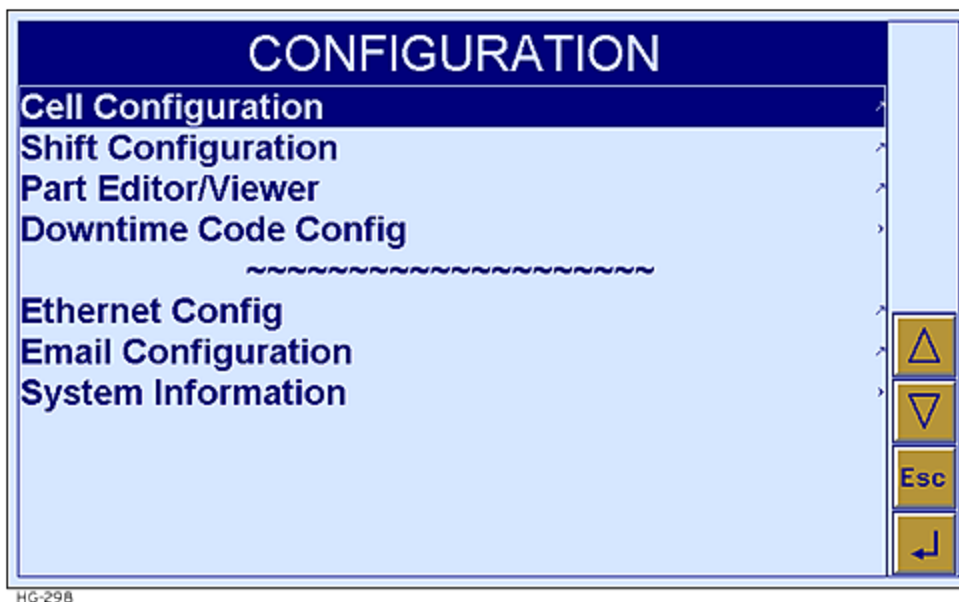 CONFIGURATION
Cell Configuration
Shift Configuration
Part Editor/Viewer
Downtime Code Config
~~~~~~~~~~~~~~~~~~~~
Ethernet Config
Email Configuration
System Information
Esc
HG-298